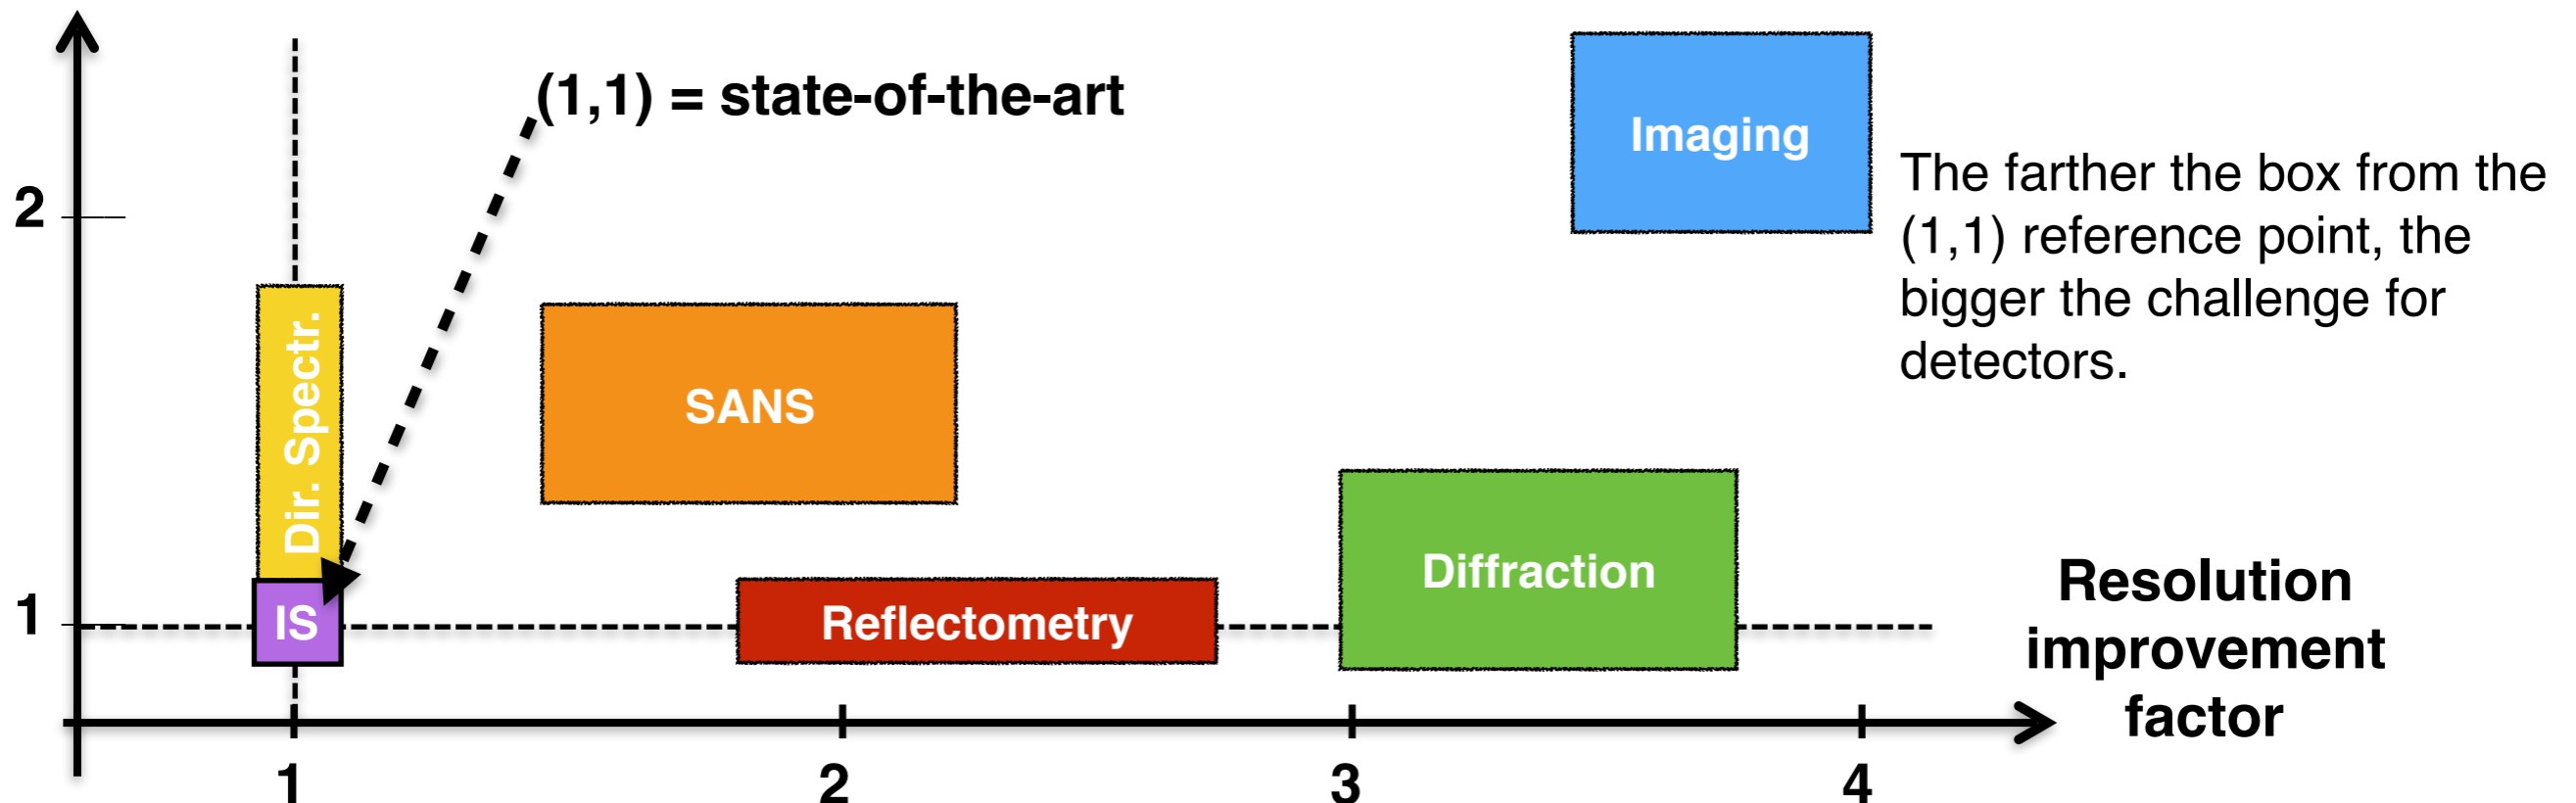 (1,1) = state-of-the-art
Imaging
The farther the box from the
(1,1) reference point, the
bigger the challenge for
detectors.
2
Dir. Spectr.
SANS
Diffraction
1
IS
Reflectometry
Resolution
improvement
factor
1
2
3
4